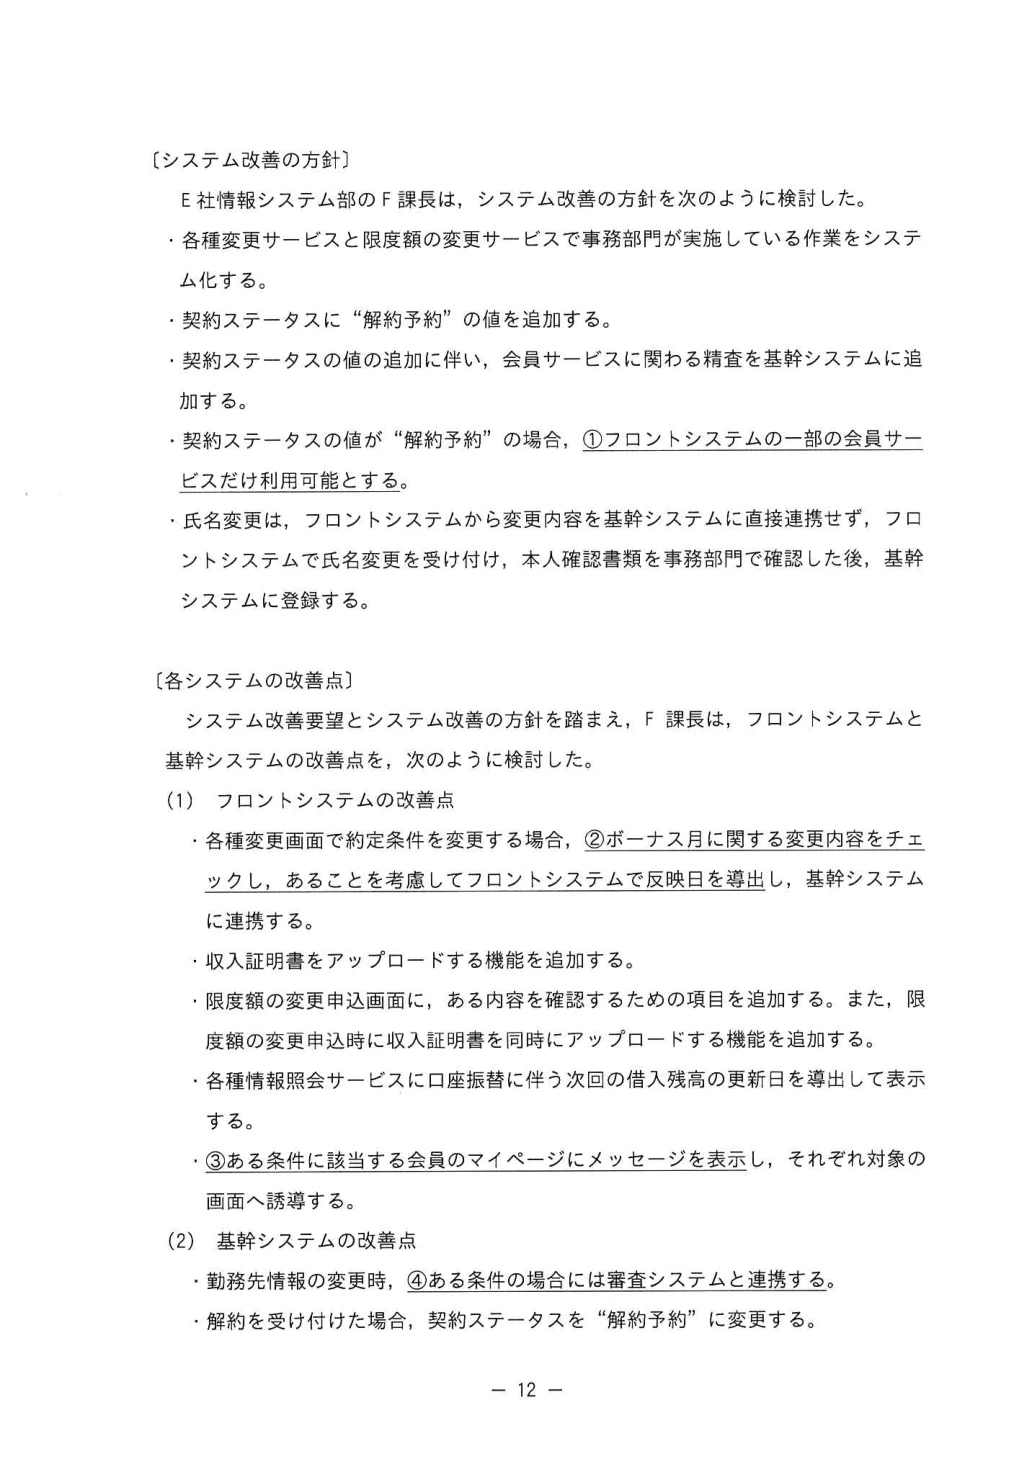 〔システム改善の方針〕
E 社情報システム部の F 課長は，システム改善の方針を次のように検討した。
・各種変更サービスと限度額の変更サービスで事務部門が実施している作業をシステ
ム化する。
・契約ステータスに“解約予約”の値を追加する。
・契約ステータスの値の追加に伴い，会員サービスに関わる精査を基幹システムに追
加する。
・契約ステータスの値が“解約予約”の場合，①フロントシステムの一部の会員サー
ビスだけ利用可能とする。
・氏名変更は，フロントシステムから変更内容を基幹システムに直接連携せず，フロ
ントシステムで氏名変更を受け付け，本人確認書類を事務部門で確認した後，基幹
システムに登録する。
〔各システムの改善点〕
システム改善要望とシステム改善の方針を踏まえ，F 課長は，フロントシステムと
基幹システムの改善点を，次のように検討した。
(1) フロントシステムの改善点
・各種変更画面で約定条件を変更する場合，②ボーナス月に関する変更内容をチェ
ックし，あることを考慮してフロントシステムで反映日を導出し，基幹システム
に連携する。
・収入証明書をアップロードする機能を追加する。
・限度額の変更申込画面に，ある内容を確認するための項目を追加する。また，限
度額の変更申込時に収入証明書を同時にアップロードする機能を追加する。
・各種情報照会サービスに口座振替に伴う次回の借入残高の更新日を導出して表示
する。
・③ある条件に該当する会員のマイページにメッセージを表示し，それぞれ対象の
画面へ誘導する。
(2) 基幹システムの改善点
・勤務先情報の変更時，④ある条件の場合には審査システムと連携する。
・解約を受け付けた場合，契約ステータスを“解約予約”に変更する。
－ 12 －